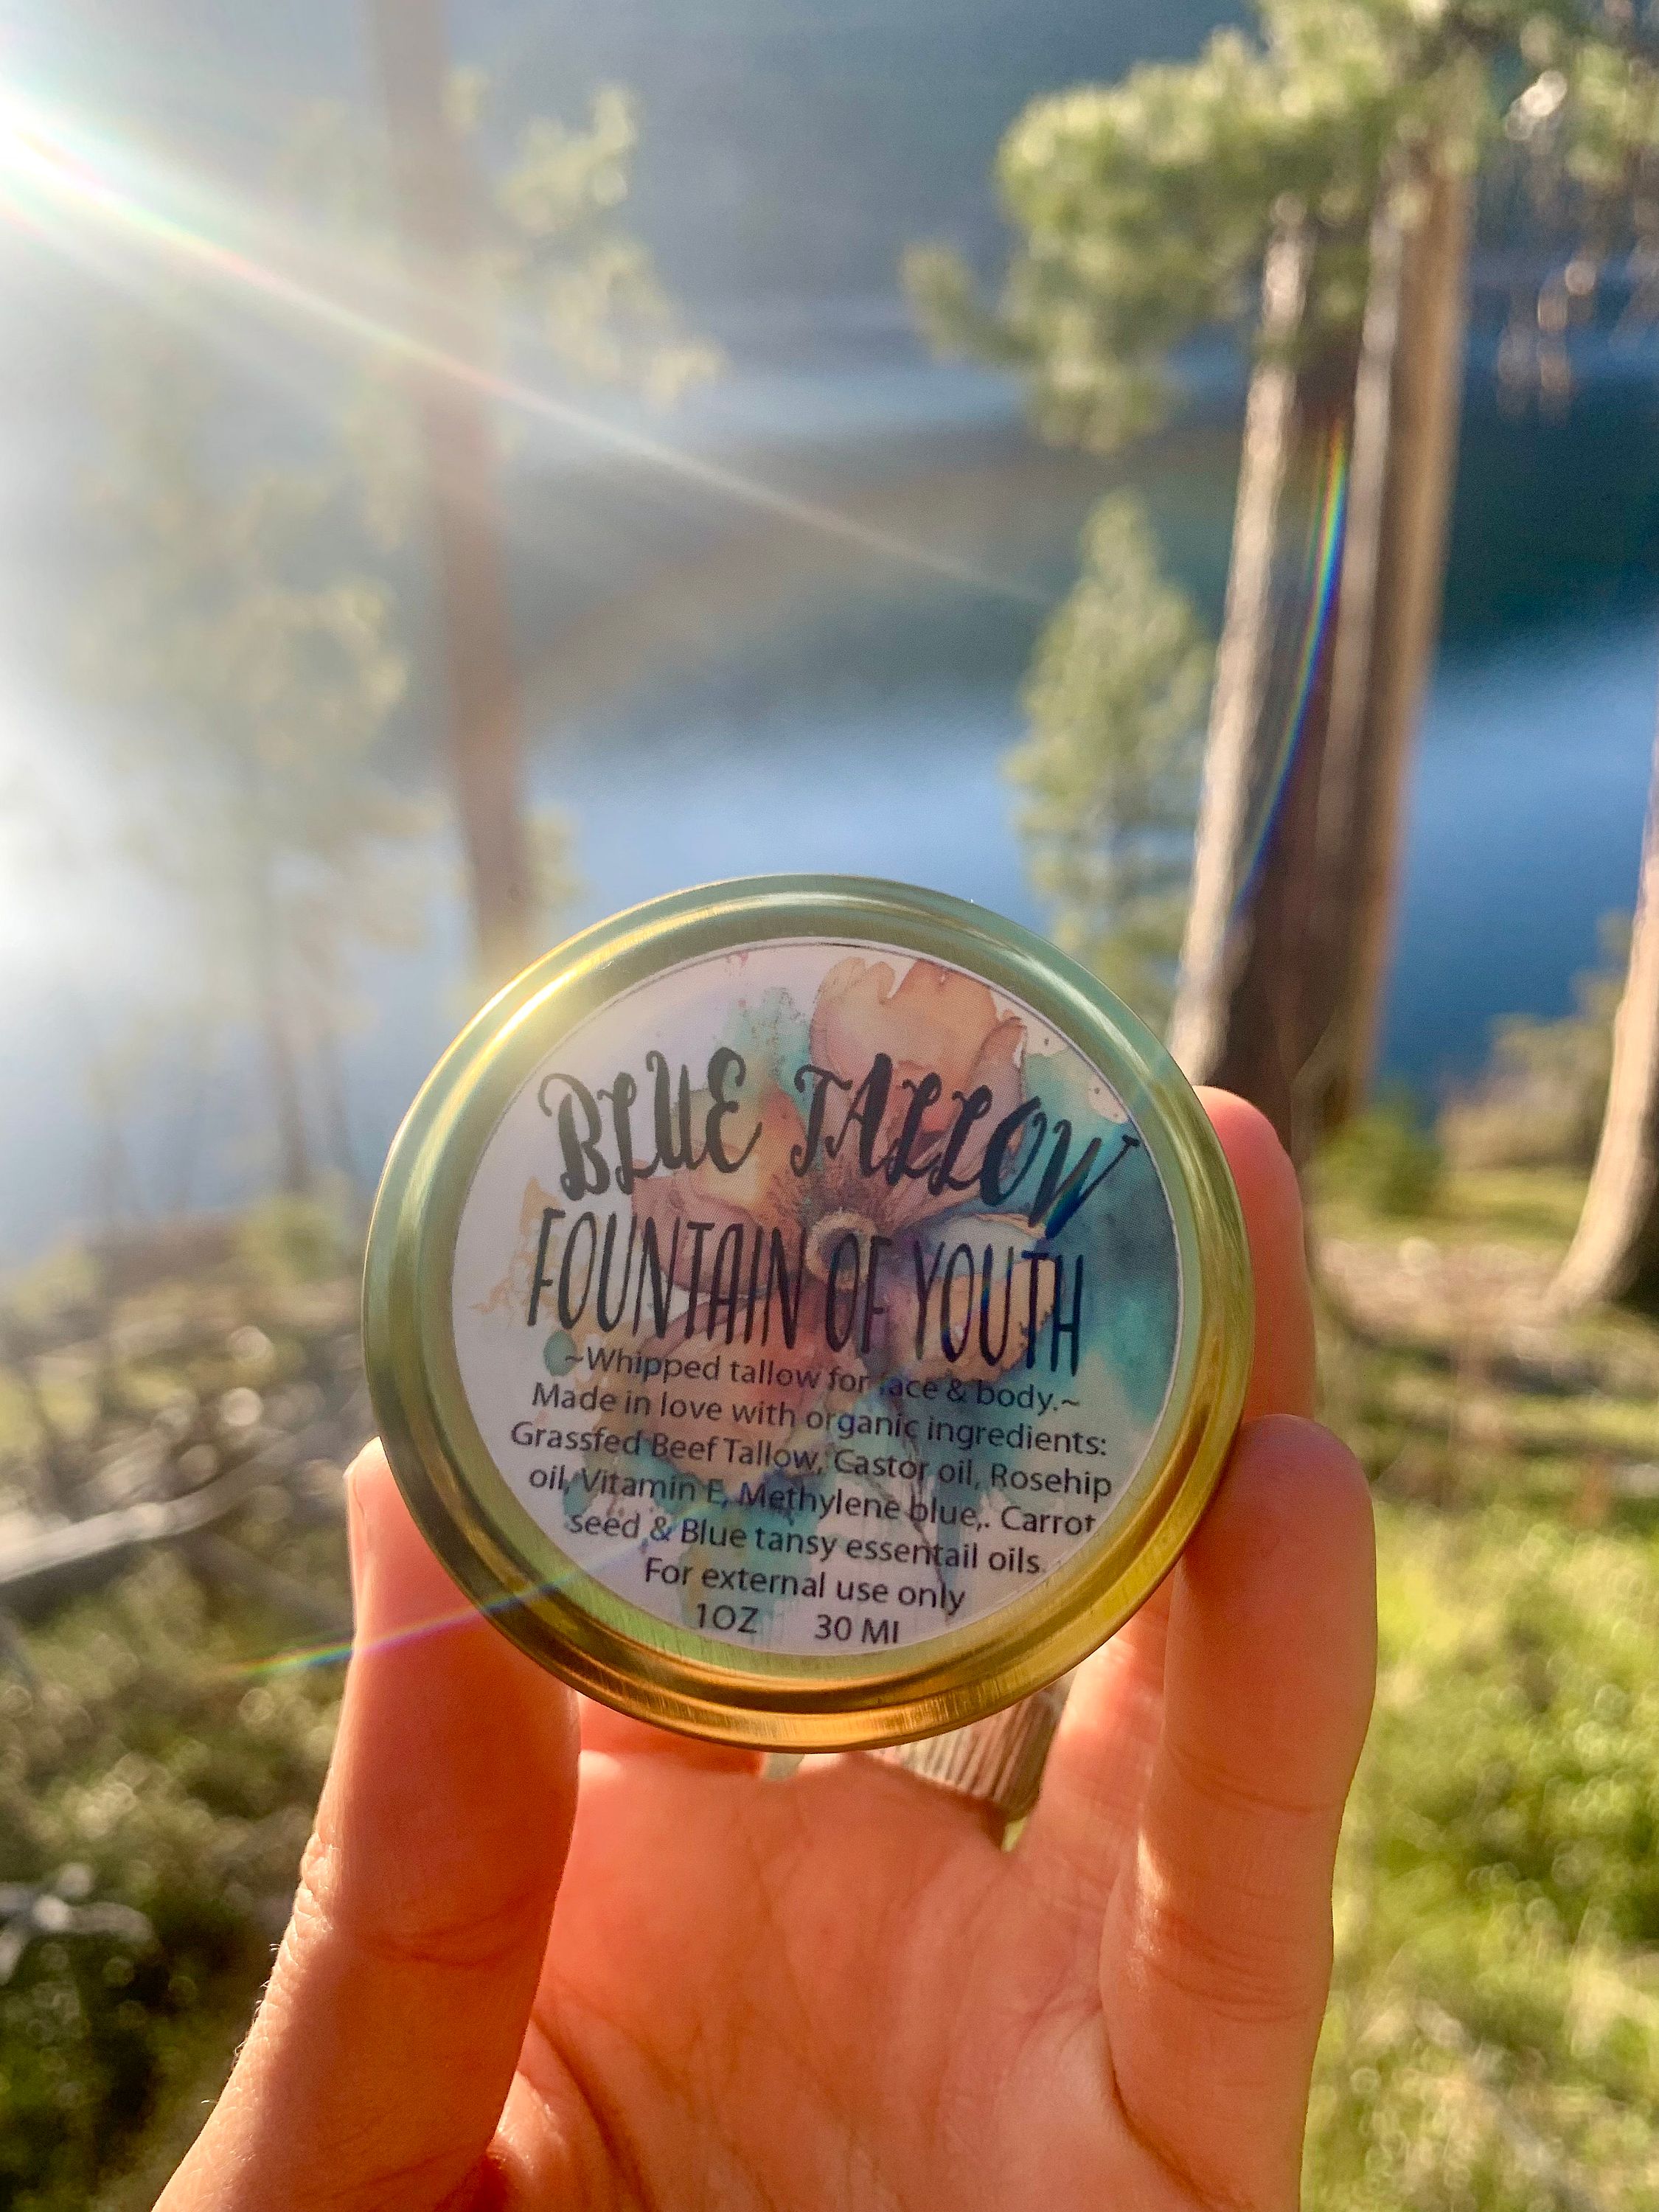 BLUE TALLOW
FOUNTAIN OF YOUTH
~Whipped tallow for face & body.~
Made in love with organic ingredients:
Grassfed Beef Tallow, Castor oil, Rosehip
oil, Vitamin E, Methylene blue,. Carrot
seed & Blue tansy essentail oils.
For external use only
1OZ 30 Ml